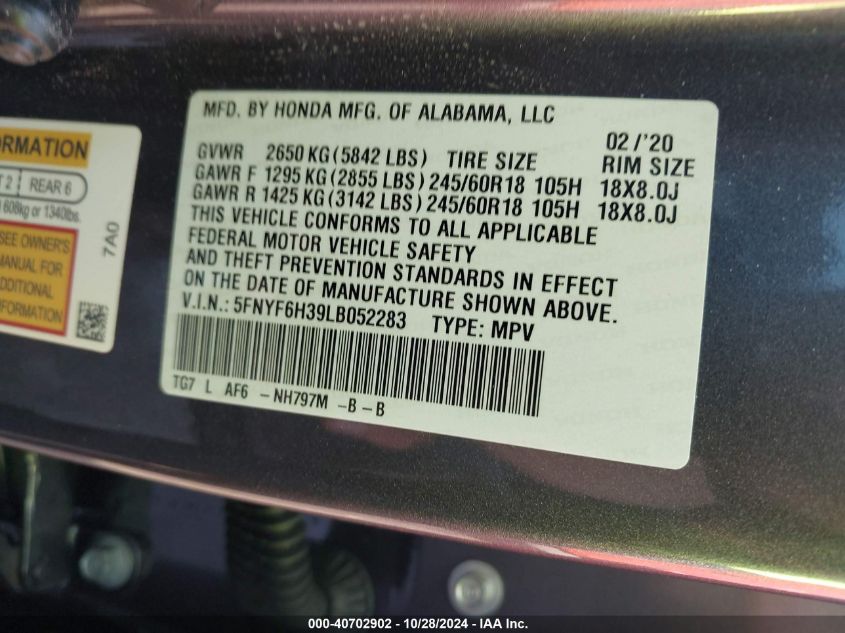 ORMATION
T 2 REAR 6
608kg or 1340lbs.
SEE OWNER'S
MANUAL FOR
ADDITIONAL
NFORMATION
7A0
MFD. BY HONDA MFG. OF ALABAMA, LLC
02/'20
GVWR 2650 KG (5842 LBS) TIRE SIZE RIM SIZE
GAWR F 1295 KG (2855 LBS) 245/60R18 105H 18X8.0J
GAWR R 1425 KG (3142 LBS) 245/60R18 105H 18X8.0J
THIS VEHICLE CONFORMS TO ALL APPLICABLE
FEDERAL MOTOR VEHICLE SAFETY
AND THEFT PREVENTION STANDARDS IN EFFECT
ON THE DATE OF MANUFACTURE SHOWN ABOVE.
V.I.N.: 5FNYF6H39LB052283 TYPE: MPV
TG7 L AF6 -NH797M -B-B
000-40702902 - 10/28/2024 - IAA Inc.